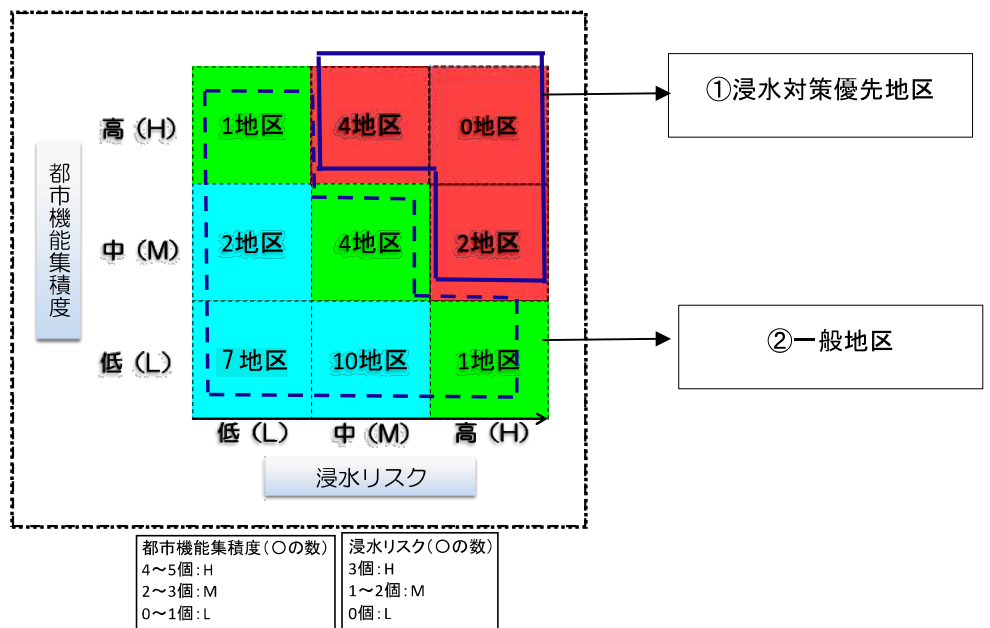 都市機能集積度
高（H）
1地区
4地区
0地区
中（M）
2地区
4地区
2地区
低（L）
7地区
10地区
1地区
低（L）
中（M）
高（H）
浸水リスク
①浸水対策優先地区
②一般地区
都市機能集積度（〇の数）
4～5個：H
2～3個：M
0～1個：L
浸水リスク（〇の数）
3個：H
1～2個：M
0個：L